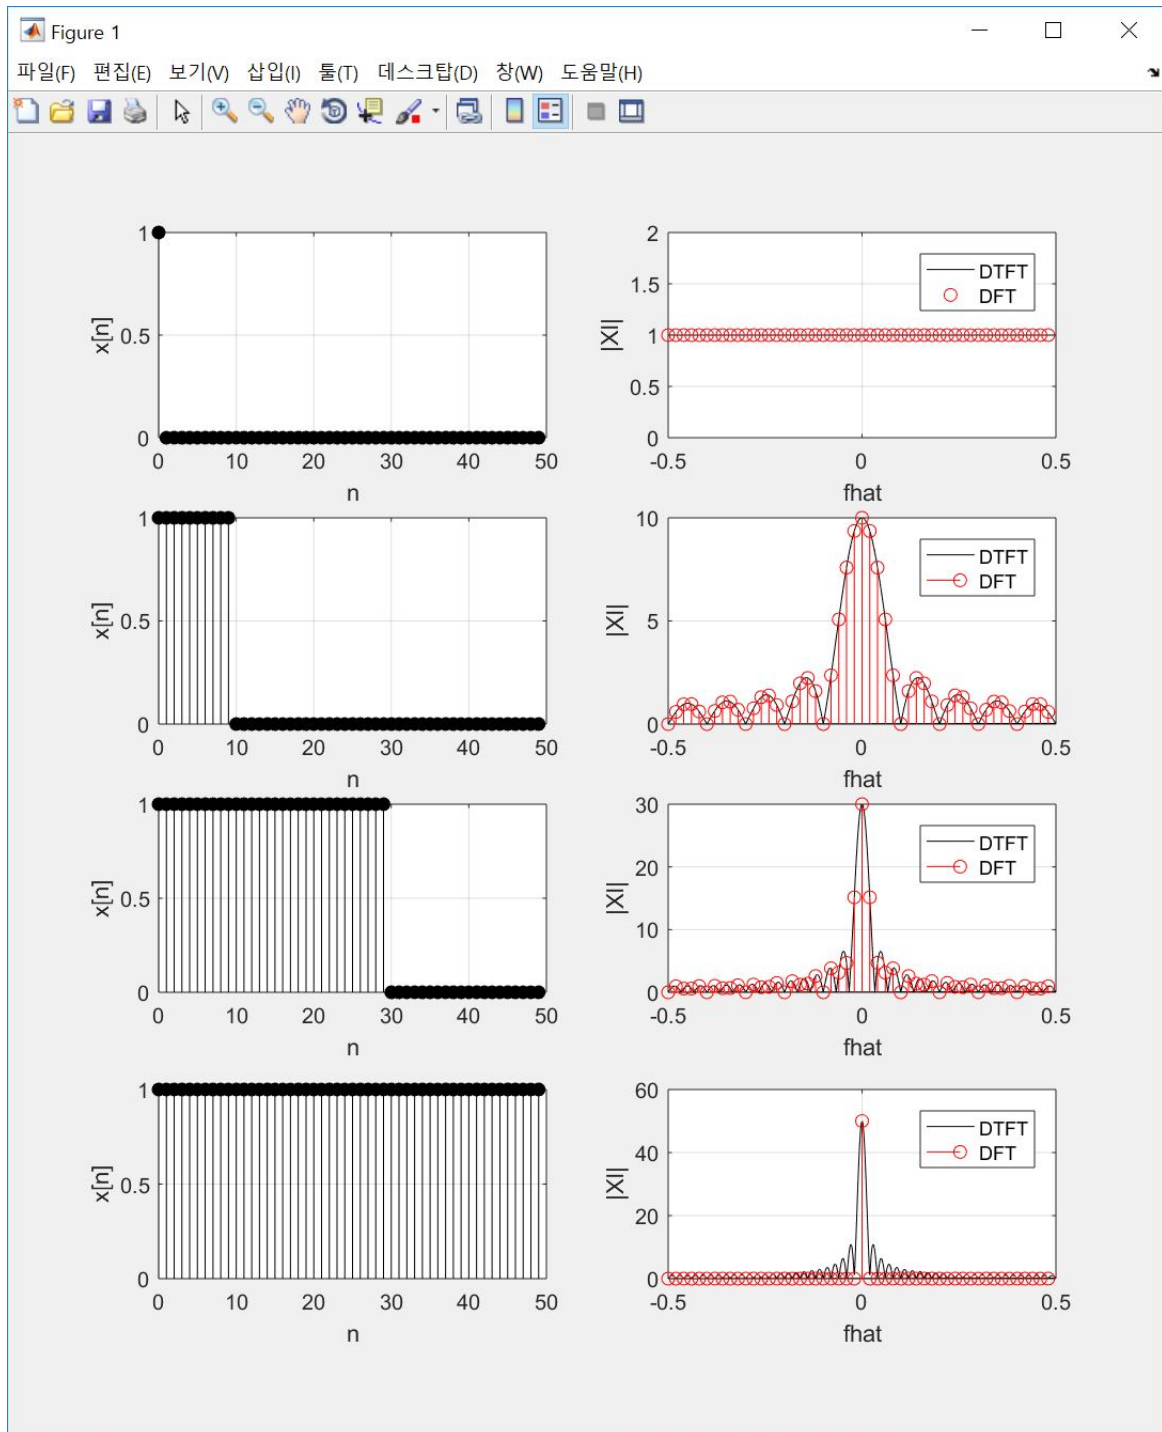 Figure 1
파일(F) 편집(E) 보기(V) 삽입(I) 툴(T) 데스크탑(D) 창(W) 도움말(H)
1
0.5
0
x[n]
0 10 20 30 40 50
n
2
1.5
1
0.5
0
|XI|
DTFT
DFT
-0.5 0 0.5
fhat
1
0.5
0
x[n]
0 10 20 30 40 50
n
10
5
0
|XI|
DTFT
DFT
-0.5 0 0.5
fhat
1
0.5
0
x[n]
0 10 20 30 40 50
n
30
20
10
0
|XI|
DTFT
DFT
-0.5 0 0.5
fhat
1
0.5
0
x[n]
0 10 20 30 40 50
n
60
40
20
0
|XI|
DTFT
DFT
-0.5 0 0.5
fhat